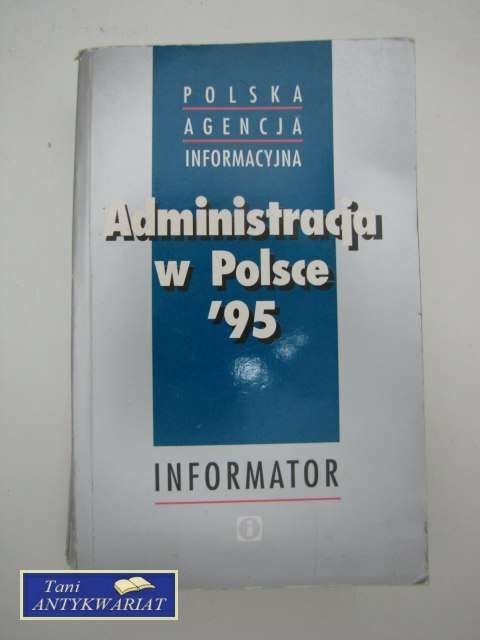 POLSKA
AGENCJA
INFORMACYJNA
Administracja
w Polsce
'95
INFORMATOR
i
Tani
ANTYKWARIAT